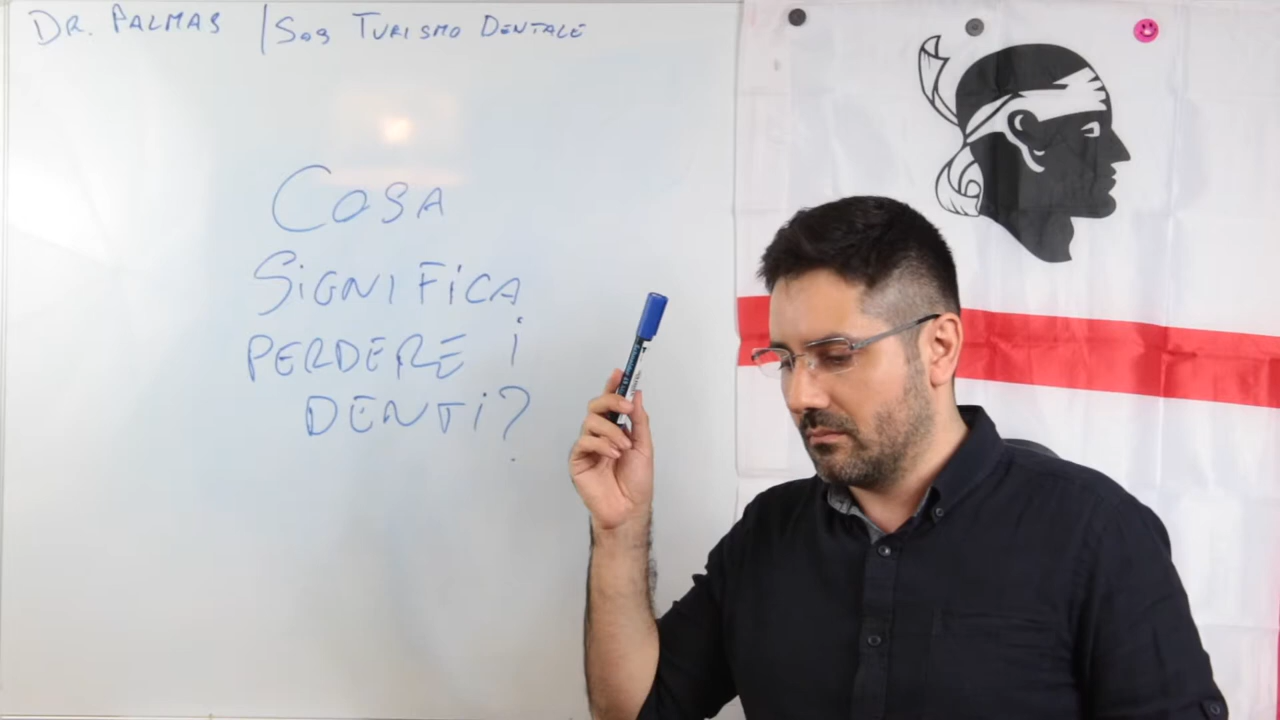 DR. PALMAS | SOS TURISMO DENTALE
COSA
SiGNiFiCA
PERDERE i
DENTi?